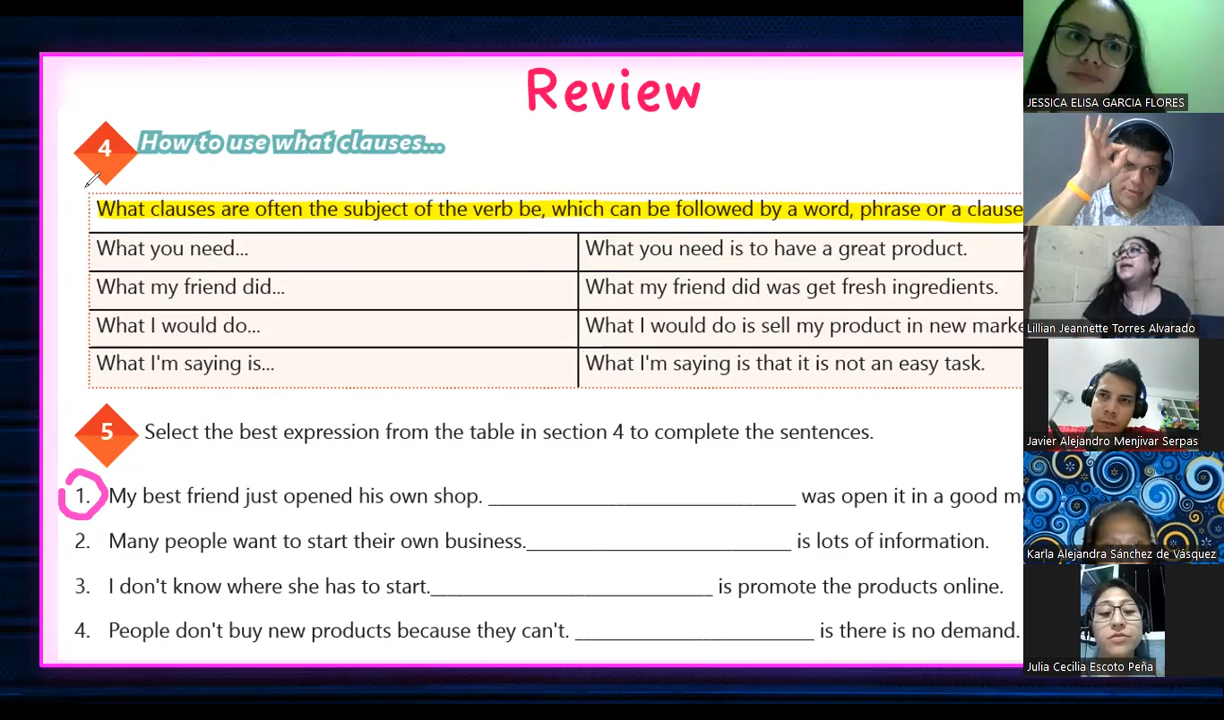 Review
4 How to use what clauses...
What clauses are often the subject of the verb be, which can be followed by a word, phrase or a clause
What you need... What you need is to have a great product.
What my friend did... What my friend did was get fresh ingredients.
What I would do... What I would do is sell my product in new marke
What I'm saying is... What I'm saying is that it is not an easy task.
5 Select the best expression from the table in section 4 to complete the sentences.
1. My best friend just opened his own shop. ______________________________ was open it in a good ma
2. Many people want to start their own business.__________________________ is lots of information.
3. I don't know where she has to start.____________________________ is promote the products online.
4. People don't buy new products because they can't. ________________________ is there is no demand.
JESSICA ELISA GARCIA FLORES
Lillian Jeannette Torres Alvarado
Javier Alejandro Menjivar Serpas
Karla Alejandra Sánchez de Vásquez
Julia Cecilia Escoto Peña